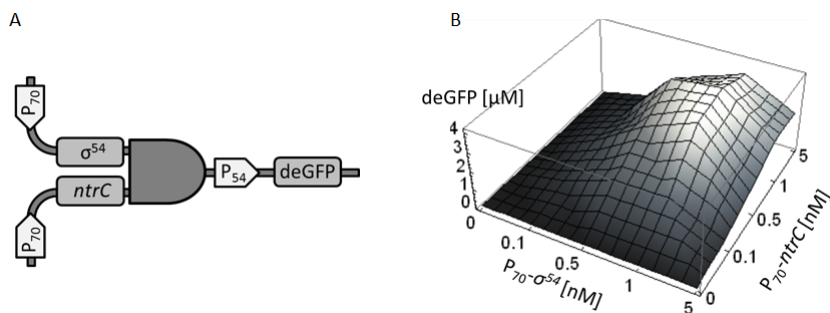 A
B
P70
σ54
ntrC
P70
P54
deGFP
deGFP [µM]
4
3
2
1
0
0
0.1
0.5
1
5
P70-σ54 [nM]
0
0.1
0.5
1
5
P70-ntrC [nM]